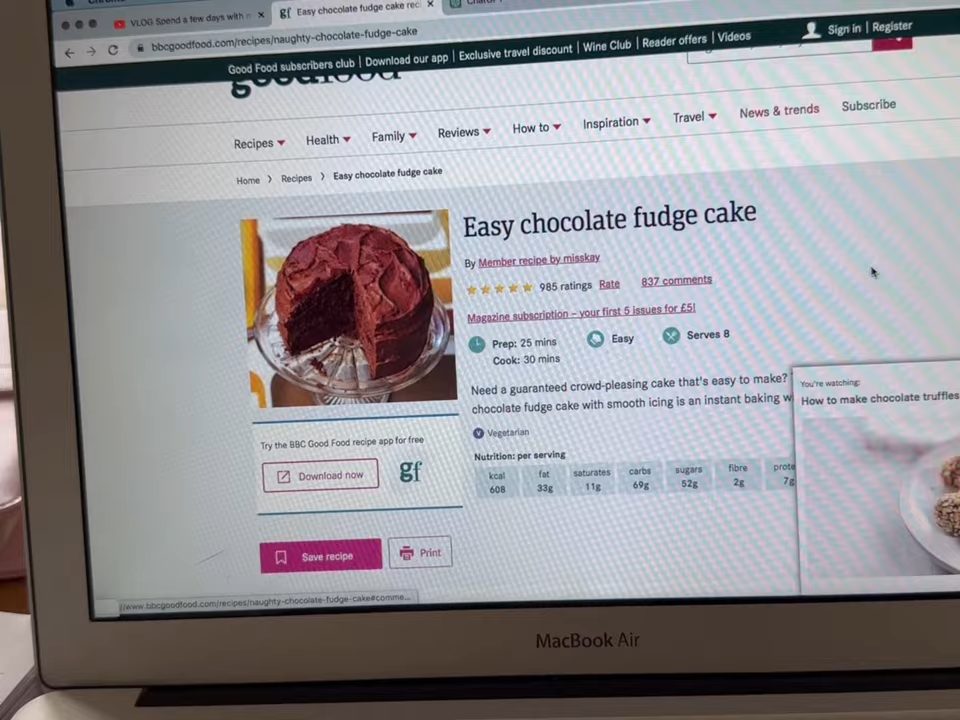 VLOG Spend a few days with
Easy chocolate fudge cake rec
bbcgoodfood.com/recipes/naughty-chocolate-fudge-cake
Good Food subscribers club | Download our app | Exclusive travel discount | Wine Club | Reader offers | Videos
Sign in | Register
goodfood
Recipes Health Family Reviews How to Inspiration Travel News & trends Subscribe
Home > Recipes > Easy chocolate fudge cake
Easy chocolate fudge cake
By Member recipe by misskay
985 ratings Rate 837 comments
Magazine subscription – your first 5 issues for £5!
Prep: 25 mins
Cook: 30 mins
Easy
Serves 8
Need a guaranteed crowd-pleasing cake that's easy to make?
chocolate fudge cake with smooth icing is an instant baking w
V Vegetarian
Nutrition: per serving
kcal fat saturates carbs sugars fibre prote
608 33g 11g 69g 52g 2g 7g
Try the BBC Good Food recipe app for free
Download now
gf
Save recipe
Print
You're watching:
How to make chocolate truffles
//www.bbcgoodfood.com/recipes/naughty-chocolate-fudge-cake#comme...
MacBook Air